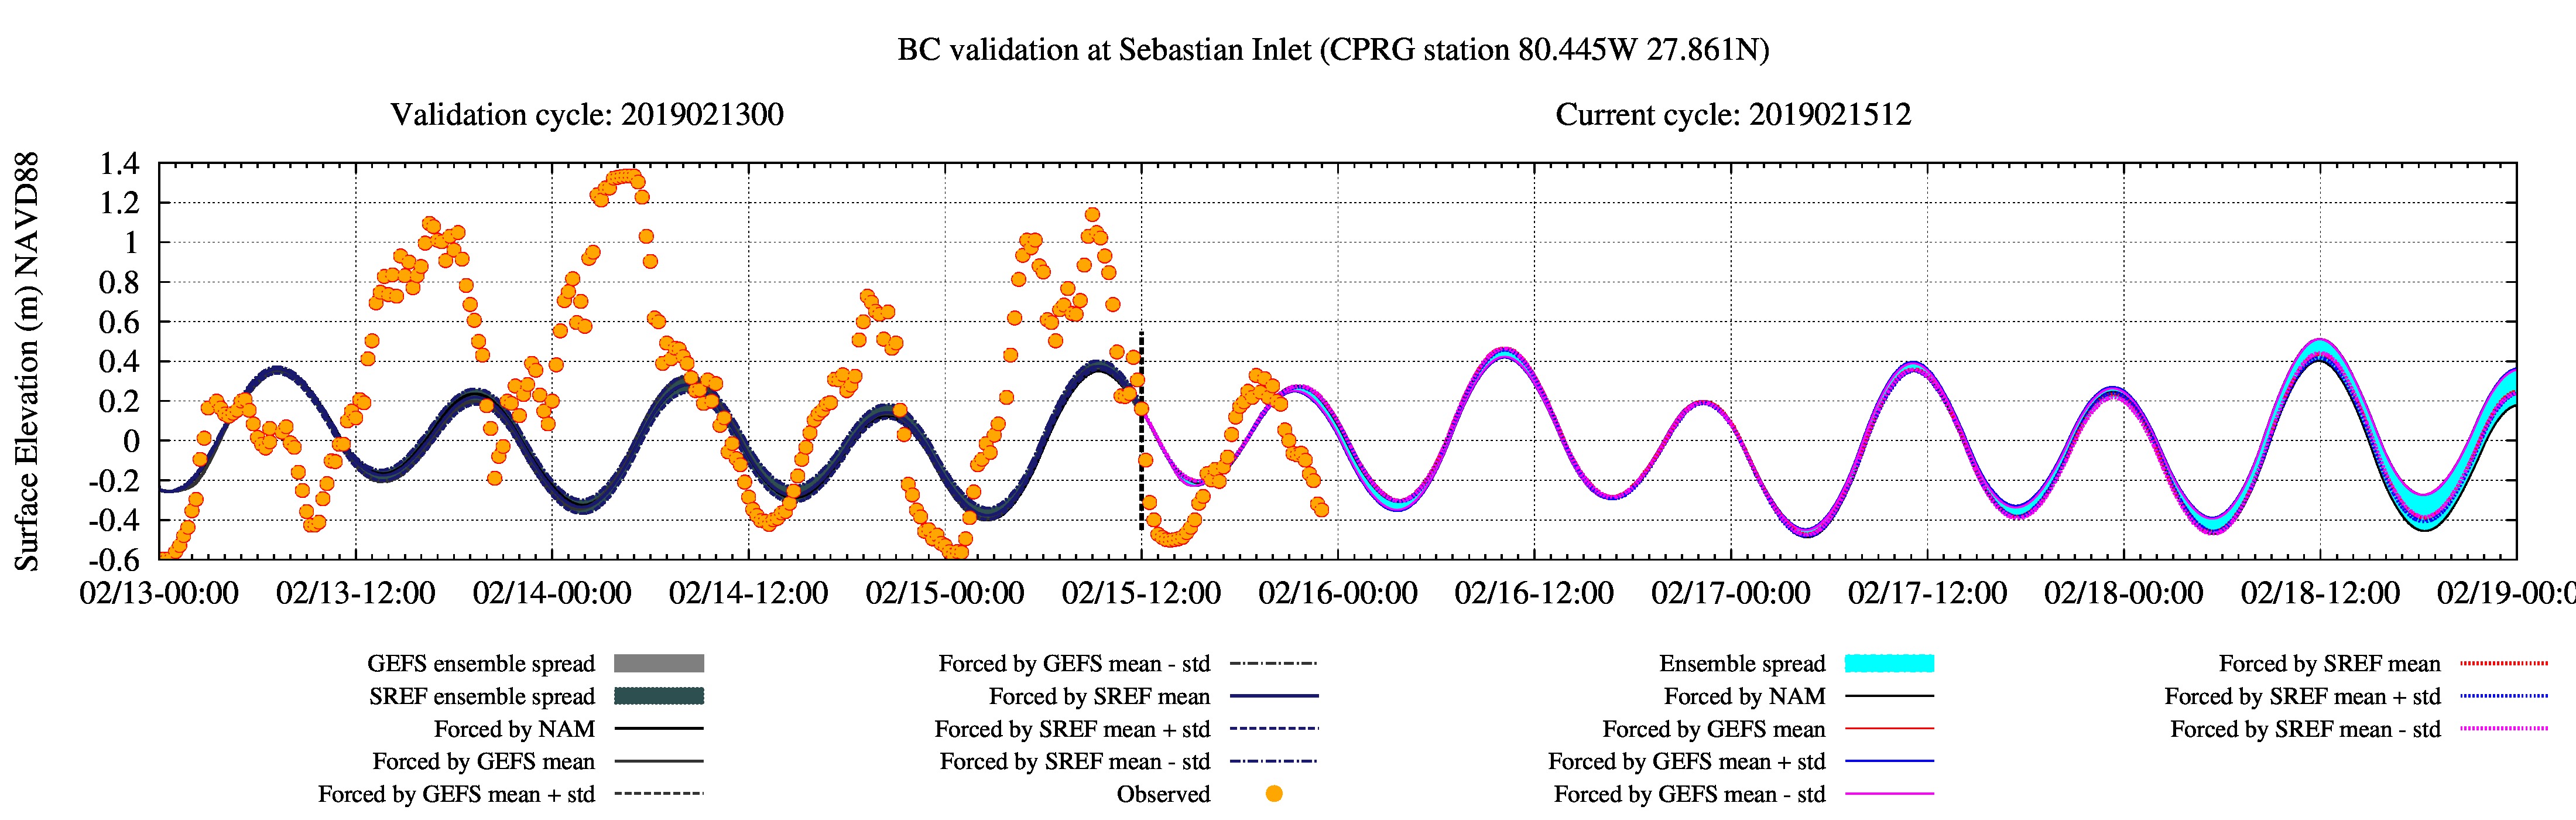 BC validation at Sebastian Inlet (CPRG station 80.445W 27.861N)
Validation cycle: 2019021300
Current cycle: 2019021512
Surface Elevation (m) NAVD88
1.4
1.2
1
0.8
0.6
0.4
0.2
0
-0.2
-0.4
-0.6
02/13-00:00 02/13-12:00 02/14-00:00 02/14-12:00 02/15-00:00 02/15-12:00 02/16-00:00 02/16-12:00 02/17-00:00 02/17-12:00 02/18-00:00 02/18-12:00 02/19-00:0
GEFS ensemble spread
SREF ensemble spread
Forced by NAM
Forced by GEFS mean
Forced by GEFS mean + std
Forced by GEFS mean - std
Forced by SREF mean
Forced by SREF mean + std
Forced by SREF mean - std
Observed
Ensemble spread
Forced by NAM
Forced by GEFS mean
Forced by GEFS mean + std
Forced by GEFS mean - std
Forced by SREF mean
Forced by SREF mean + std
Forced by SREF mean - std